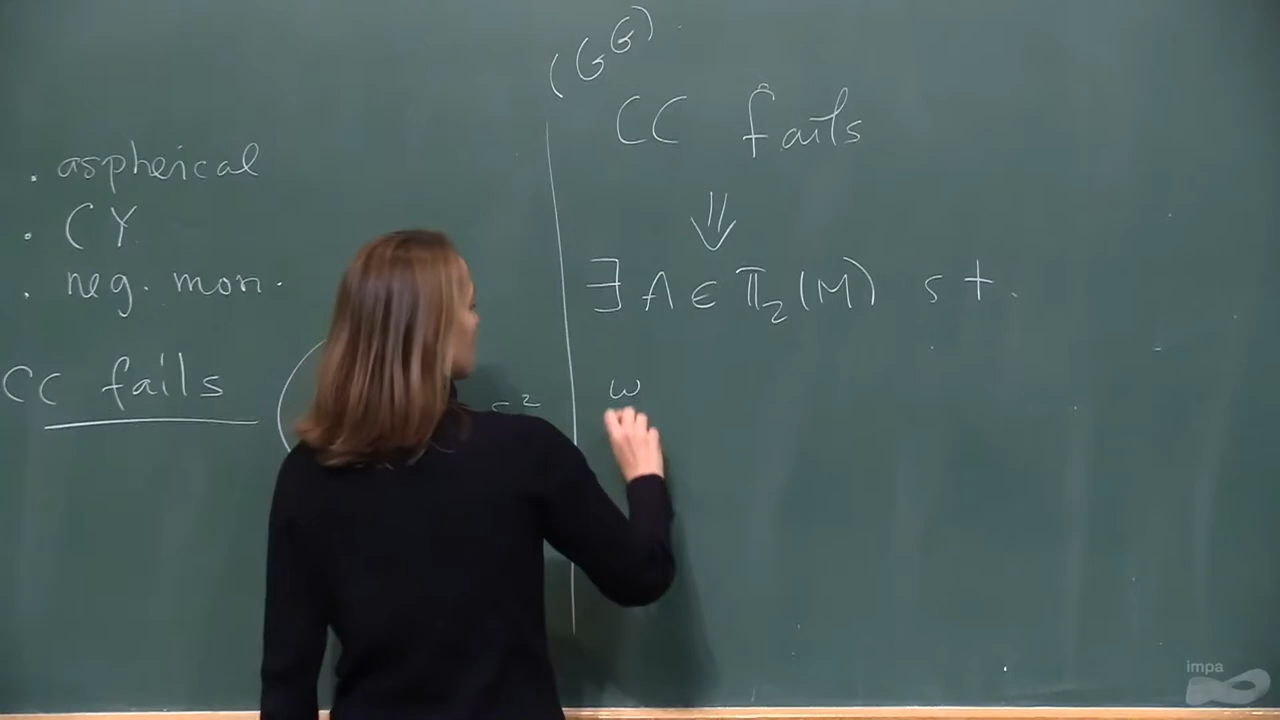 . aspherical
. CY
. neg. mon.
CC fails
(GG).
CC fails
⇓
∃ A ∈ π₂(M) s t.
ω
impa